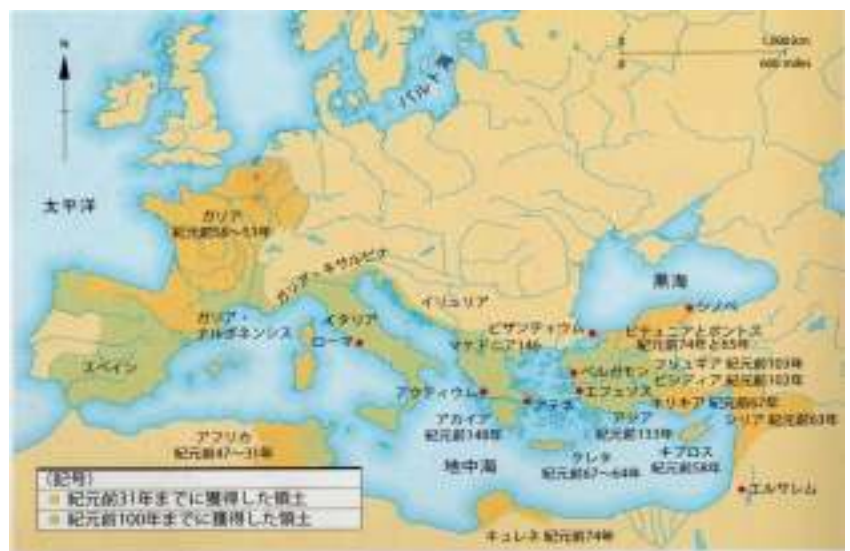 N
1,000 km
600 miles
バルト海
太平洋
ガリア
紀元前58〜51年
ガリア・キサルピナ
黒海
シノペ
イリュリア
ガリア・
ナルボネンシス
イタリア
ローマ
ビザンティウム
ビテュニアとポントス
紀元前74年と65年
マケドニア146
スペイン
ペルガモン
フリュギア 紀元前103年
ピシディア 紀元前103年
アクティウム
アテネ
エフェソス
キリキア 紀元前67年
シリア 紀元前63年
アカイア
紀元前148年
アジア
紀元前133年
アフリカ
紀元前47〜31年
地中海
クレタ
紀元前67〜64年
キプロス
紀元前58年
エルサレム
キュレネ 紀元前74年
(記号)
紀元前31年までに獲得した領土
紀元前100年までに獲得した領土